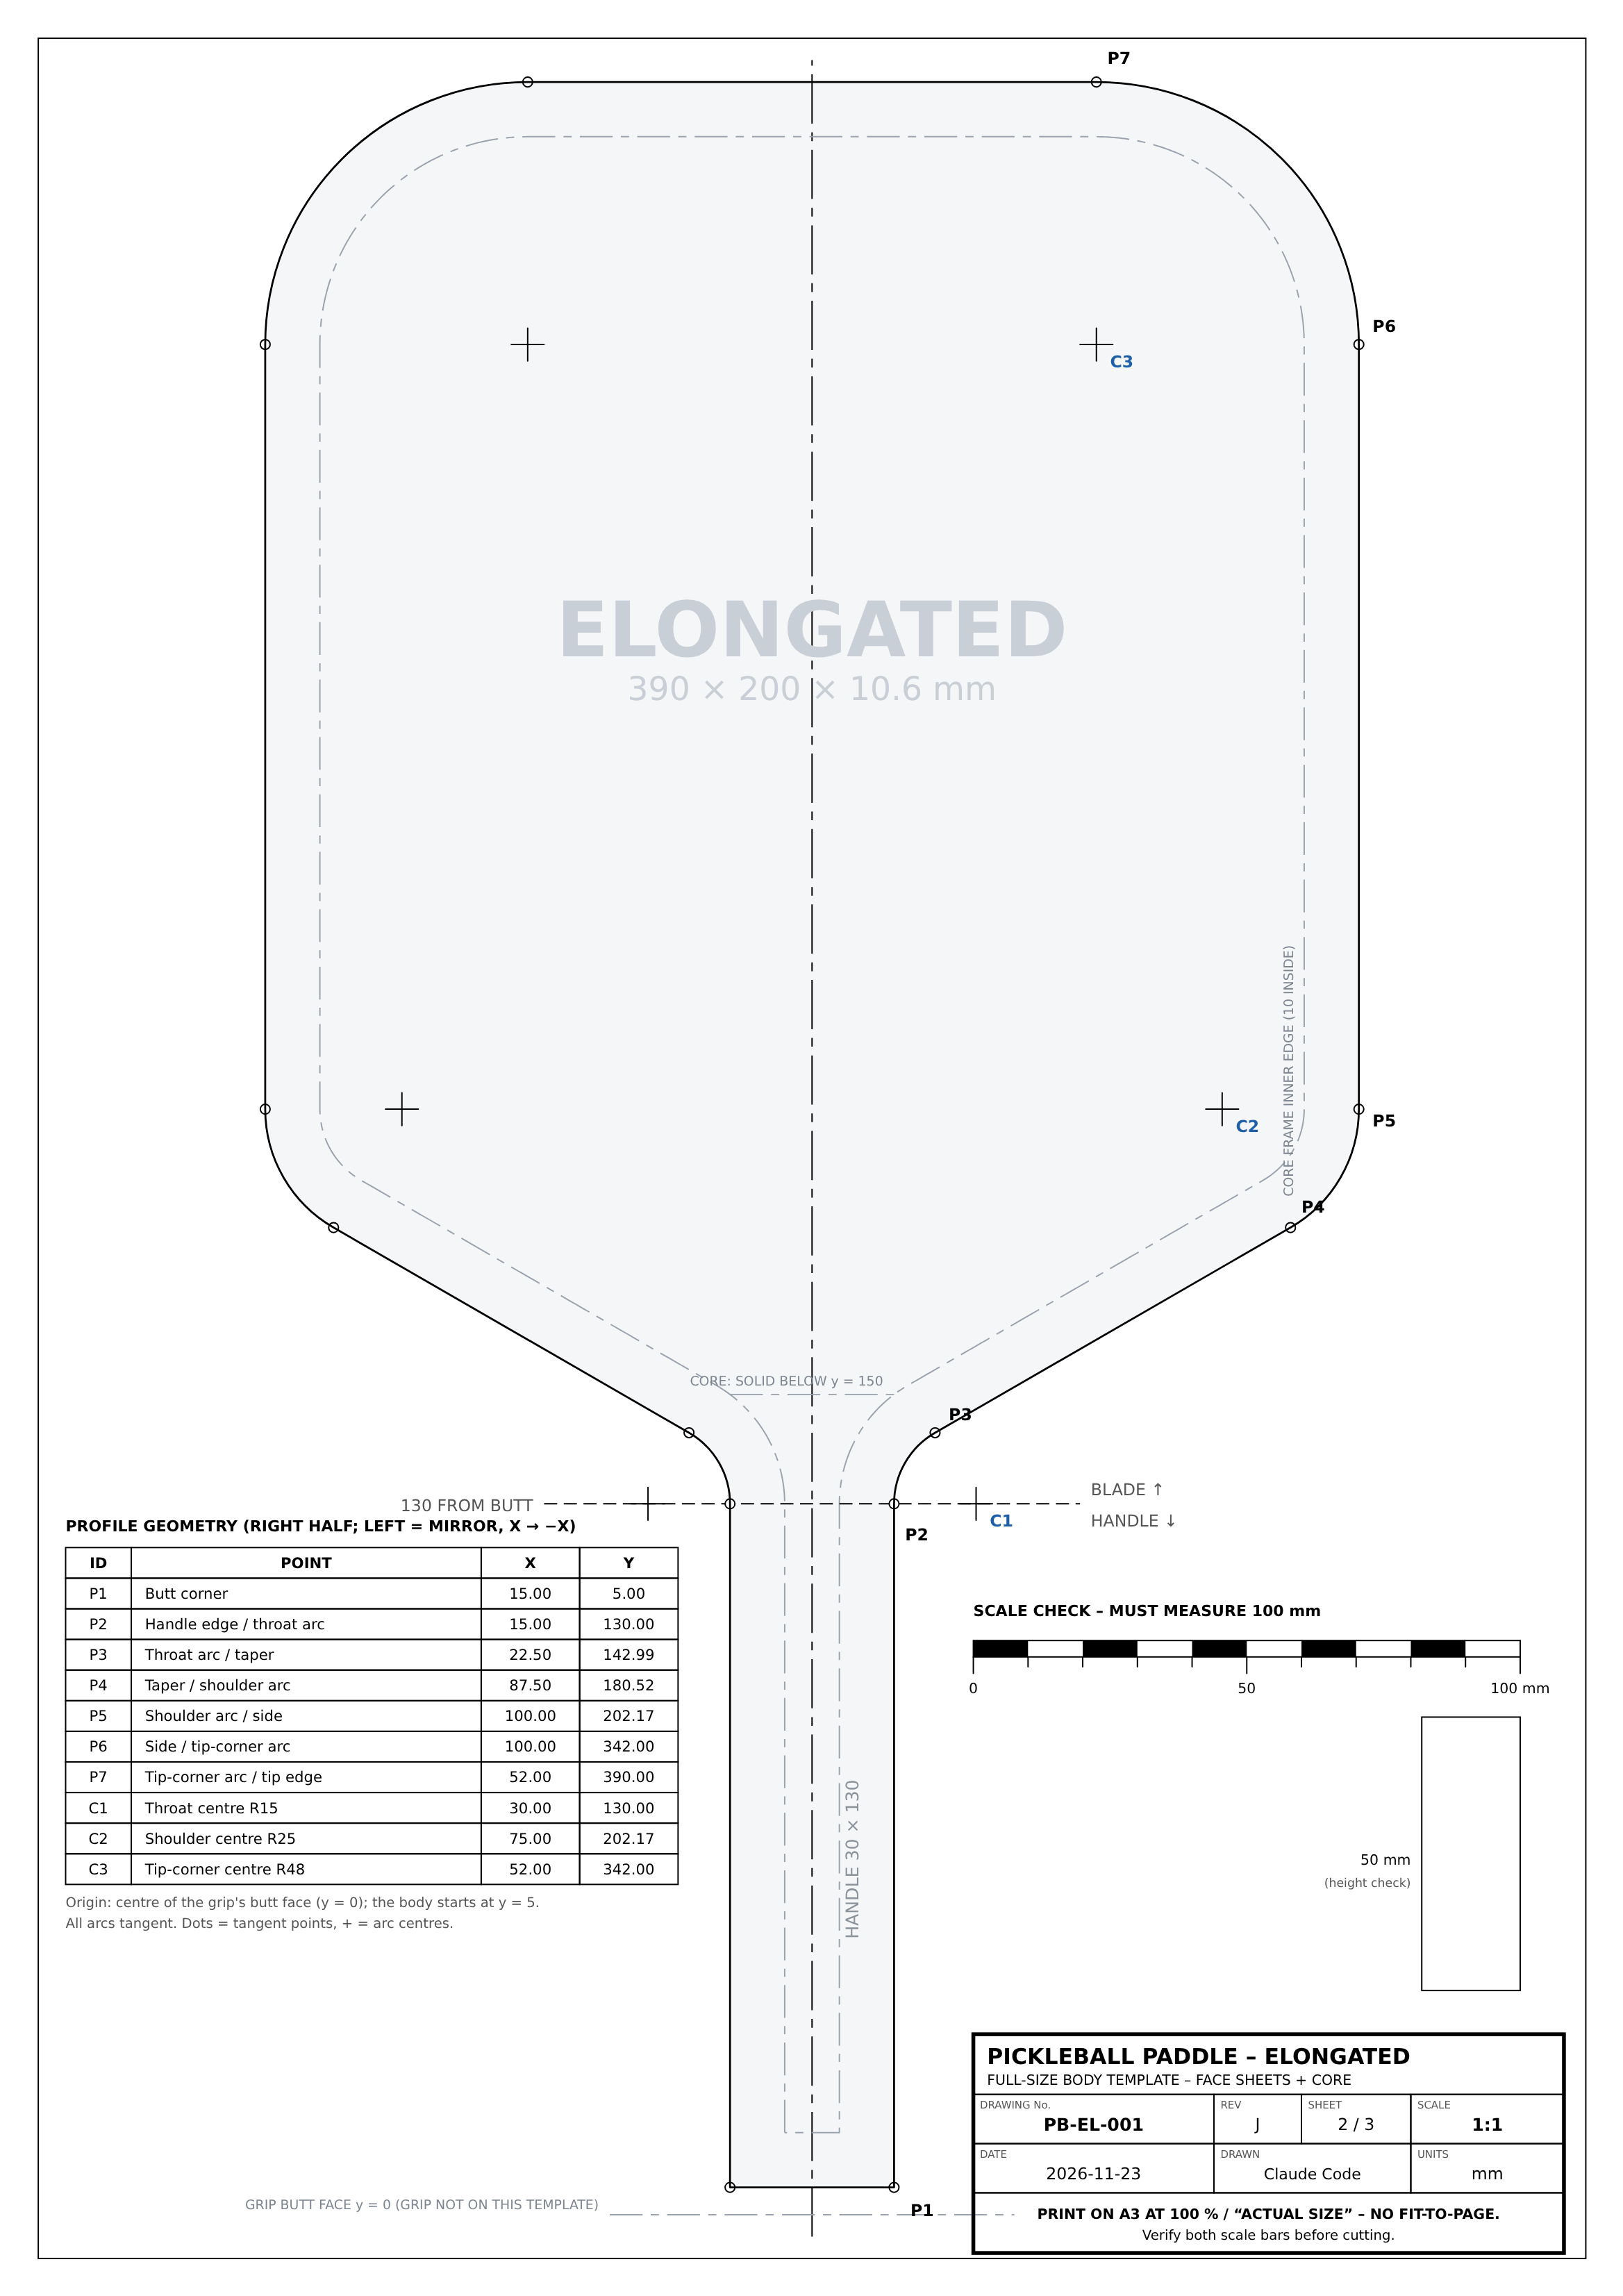 P7
P6
C3
ELONGATED
390 × 200 × 10.6 mm
CORE FRAME INNER EDGE (10 INSIDE)
C2
P5
P4
CORE: SOLID BELOW y = 150
P3
130 FROM BUTT
BLADE ↑
C1
HANDLE ↓
P2
PROFILE GEOMETRY (RIGHT HALF; LEFT = MIRROR, X → −X)
ID POINT X Y
P1 Butt corner 15.00 5.00
P2 Handle edge / throat arc 15.00 130.00
P3 Throat arc / taper 22.50 142.99
P4 Taper / shoulder arc 87.50 180.52
P5 Shoulder arc / side 100.00 202.17
P6 Side / tip-corner arc 100.00 342.00
P7 Tip-corner arc / tip edge 52.00 390.00
C1 Throat centre R15 30.00 130.00
C2 Shoulder centre R25 75.00 202.17
C3 Tip-corner centre R48 52.00 342.00
Origin: centre of the grip's butt face (y = 0); the body starts at y = 5.
All arcs tangent. Dots = tangent points, + = arc centres.
HANDLE 30 × 130
SCALE CHECK – MUST MEASURE 100 mm
0 50 100 mm
50 mm
(height check)
GRIP BUTT FACE y = 0 (GRIP NOT ON THIS TEMPLATE)
P1
PICKLEBALL PADDLE – ELONGATED
FULL-SIZE BODY TEMPLATE – FACE SHEETS + CORE
DRAWING No. REV SHEET SCALE
PB-EL-001 J 2 / 3 1:1
DATE DRAWN UNITS
2026-11-23 Claude Code mm
PRINT ON A3 AT 100 % / “ACTUAL SIZE” – NO FIT-TO-PAGE.
Verify both scale bars before cutting.